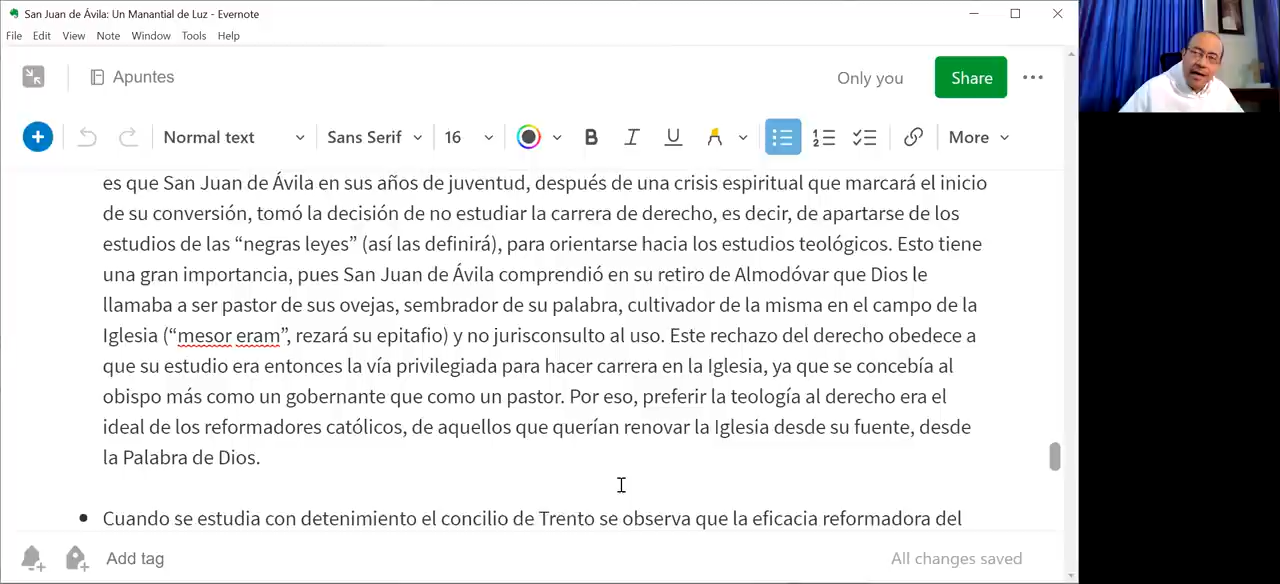 San Juan de Ávila: Un Manantial de Luz - Evernote
File Edit View Note Window Tools Help
Apuntes
Only you
Share
Normal text
Sans Serif
16
B I U
More
es que San Juan de Ávila en sus años de juventud, después de una crisis espiritual que marcará el inicio
de su conversión, tomó la decisión de no estudiar la carrera de derecho, es decir, de apartarse de los
estudios de las “negras leyes” (así las definirá), para orientarse hacia los estudios teológicos. Esto tiene
una gran importancia, pues San Juan de Ávila comprendió en su retiro de Almodóvar que Dios le
llamaba a ser pastor de sus ovejas, sembrador de su palabra, cultivador de la misma en el campo de la
Iglesia (“mesor eram”, rezará su epitafio) y no jurisconsulto al uso. Este rechazo del derecho obedece a
que su estudio era entonces la vía privilegiada para hacer carrera en la Iglesia, ya que se concebía al
obispo más como un gobernante que como un pastor. Por eso, preferir la teología al derecho era el
ideal de los reformadores católicos, de aquellos que querían renovar la Iglesia desde su fuente, desde
la Palabra de Dios.
• Cuando se estudia con detenimiento el concilio de Trento se observa que la eficacia reformadora del
Add tag
All changes saved